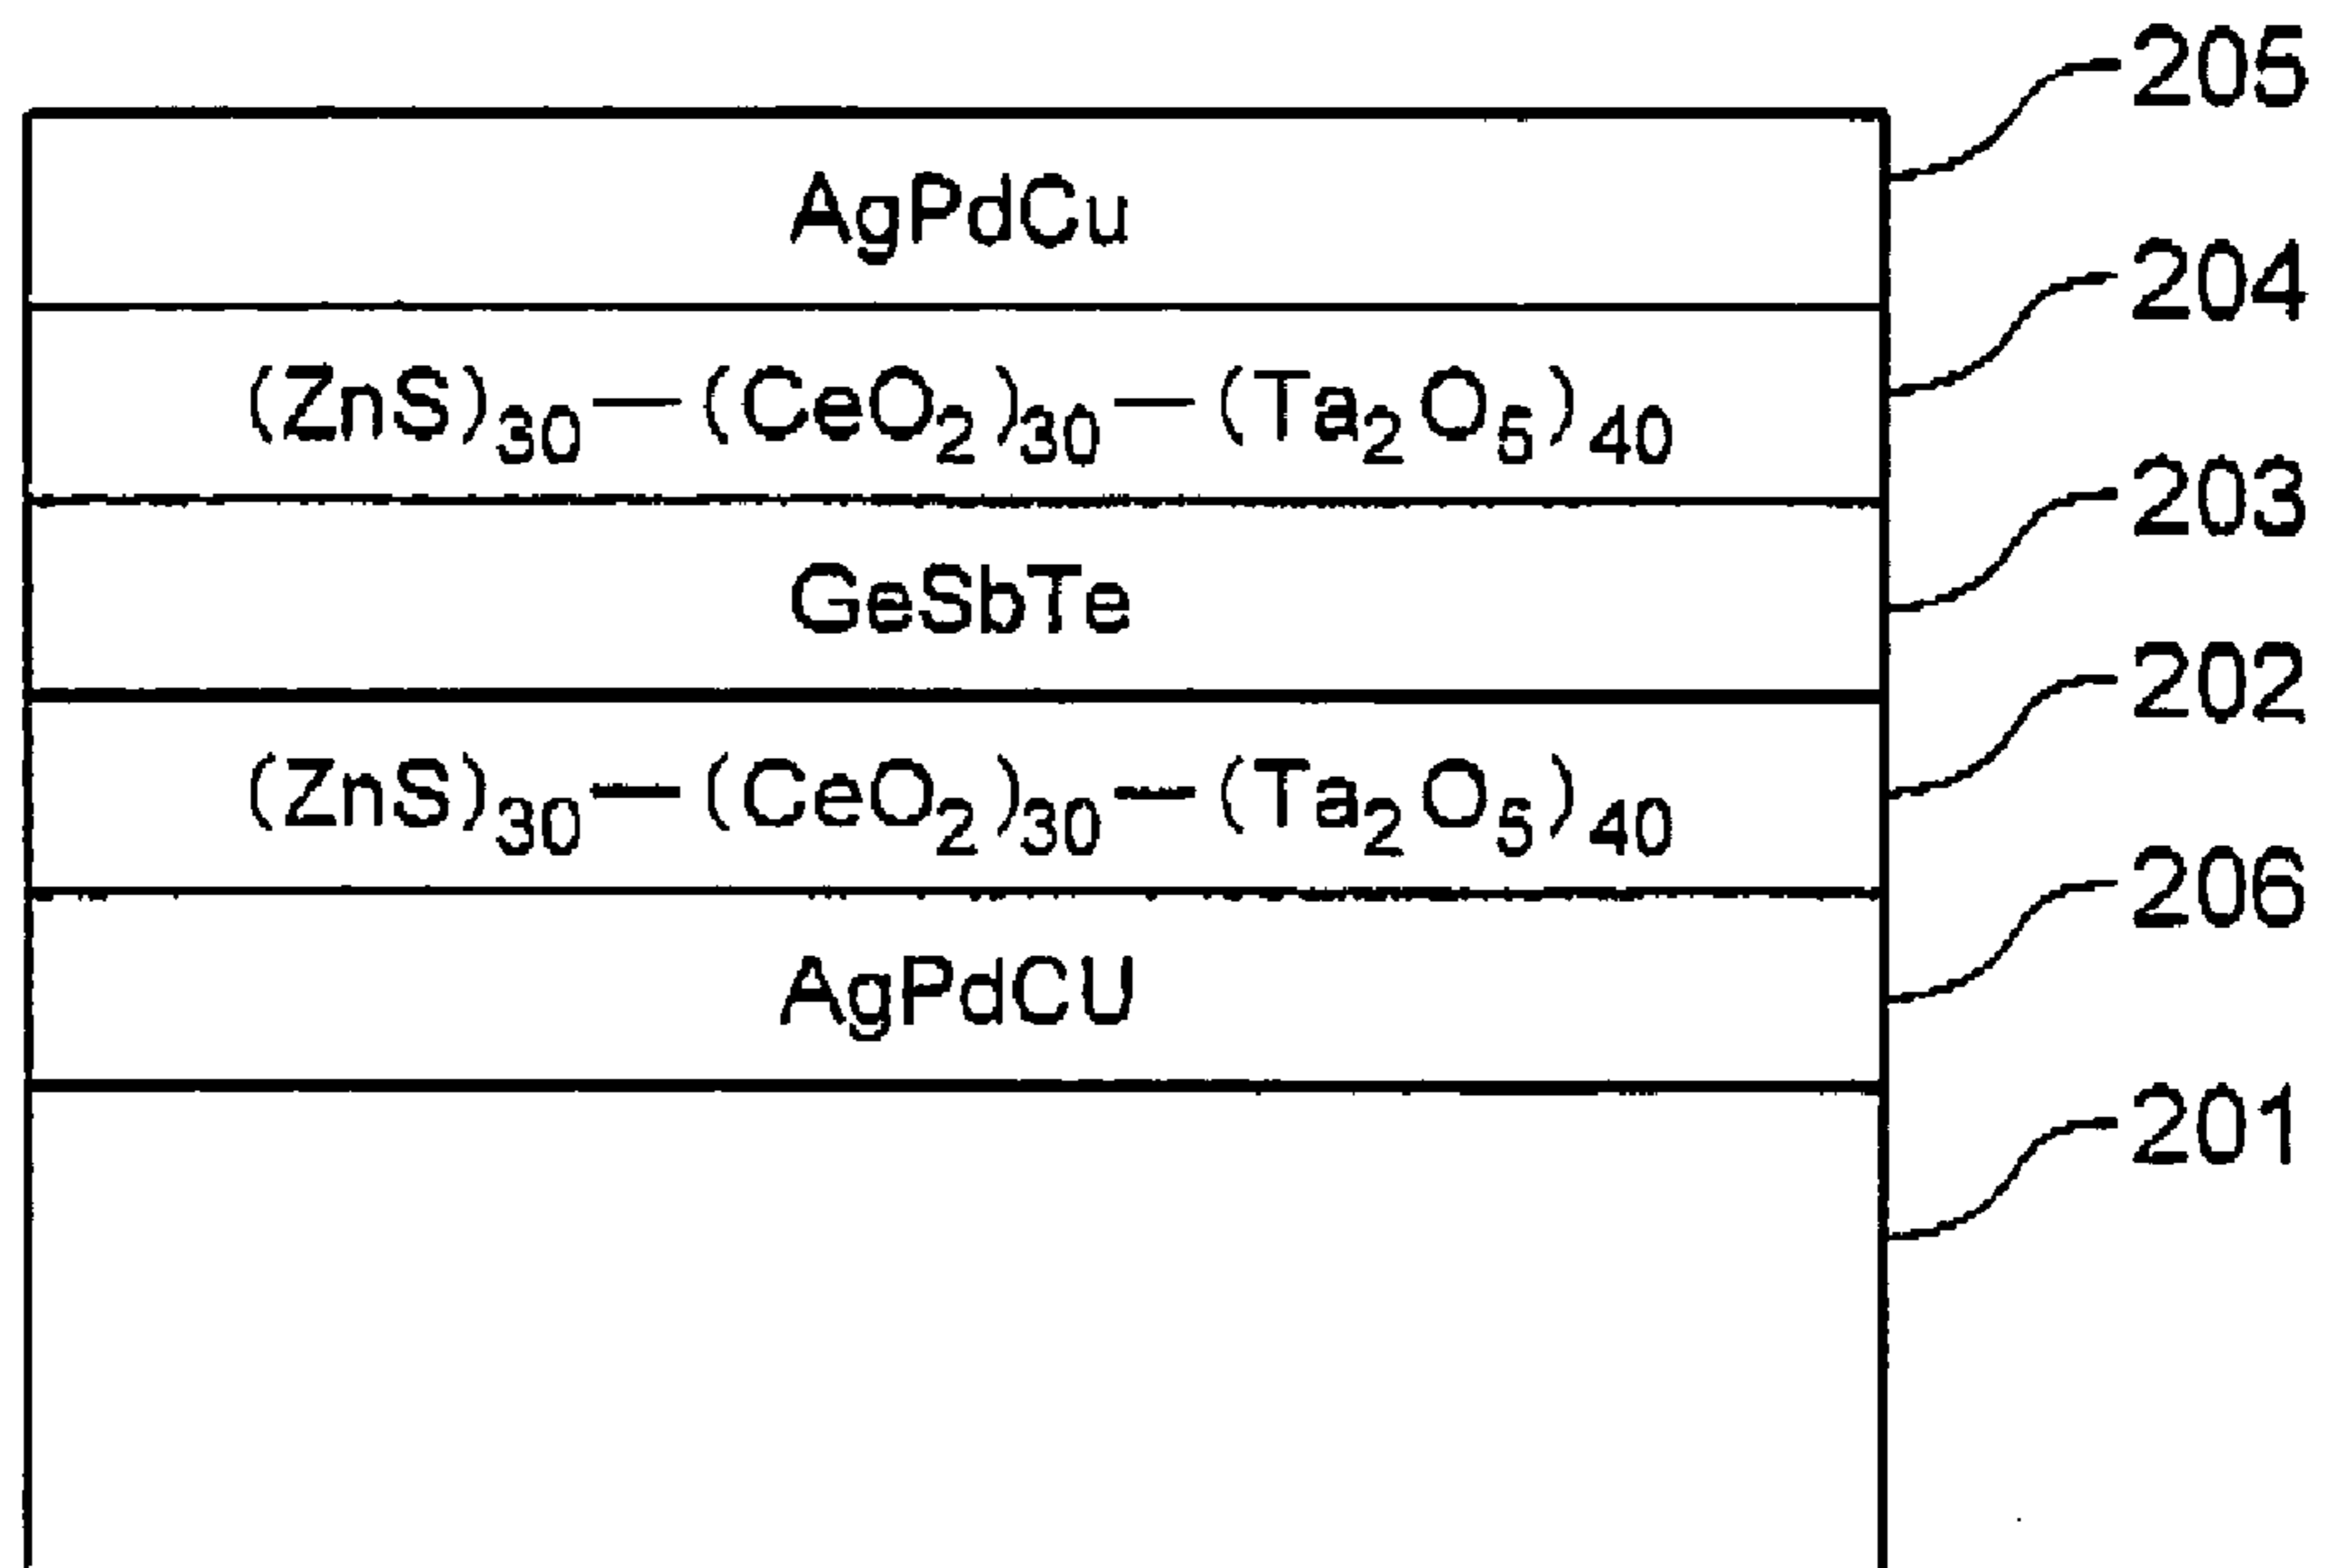 205
AgPdCu
204
(ZnS)₃₀—(CeO₂)₃₀—(Ta₂O₅)₄₀
203
GeSbTe
202
(ZnS)₃₀—(CeO₂)₃₀—(Ta₂O₅)₄₀
206
AgPdCU
201